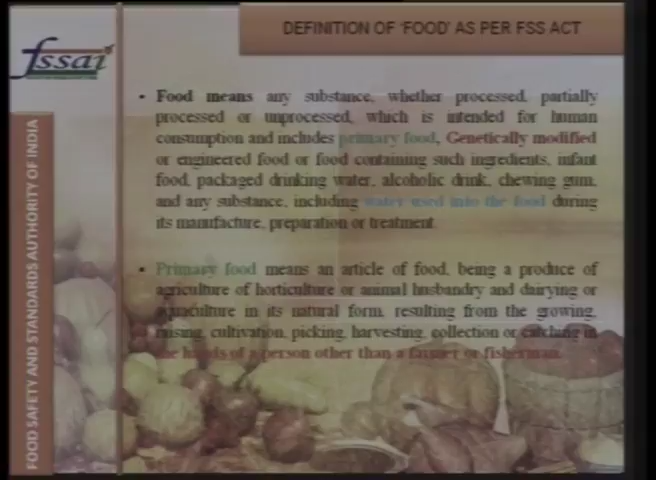 DEFINITION OF 'FOOD' AS PER FSS ACT
fssai
FOOD SAFETY AND STANDARDS AUTHORITY OF INDIA
• Food means any substance, whether processed, partially
processed or unprocessed, which is intended for human
consumption and includes primary food, Genetically modified
or engineered food or food containing such ingredients, infant
food, packaged drinking water, alcoholic drink, chewing gum,
and any substance, including water used into the food during
its manufacture, preparation or treatment.
• Primary food means an article of food, being a produce of
agriculture of horticulture or animal husbandry and dairying or
aquaculture in its natural form, resulting from the growing,
raising, cultivation, picking, harvesting, collection or catching in
the hands of a person other than a farmer or fisherman.